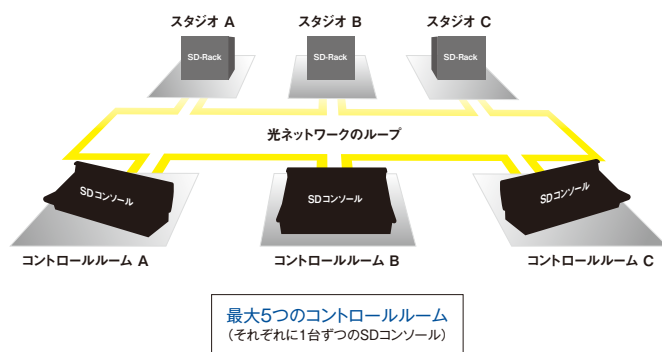 スタジオ A
スタジオ B
スタジオ C
SD-Rack
SD-Rack
SD-Rack
光ネットワークのループ
SDコンソール
SDコンソール
SDコンソール
コントロールルーム A
コントロールルーム B
コントロールルーム C
最大5つのコントロールルーム
(それぞれに1台ずつのSDコンソール)